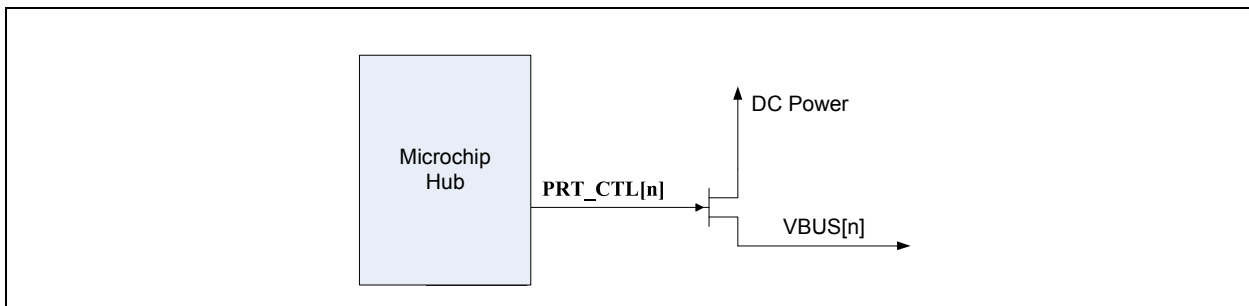 Microchip
Hub
PRT_CTL[n]
DC Power
VBUS[n]